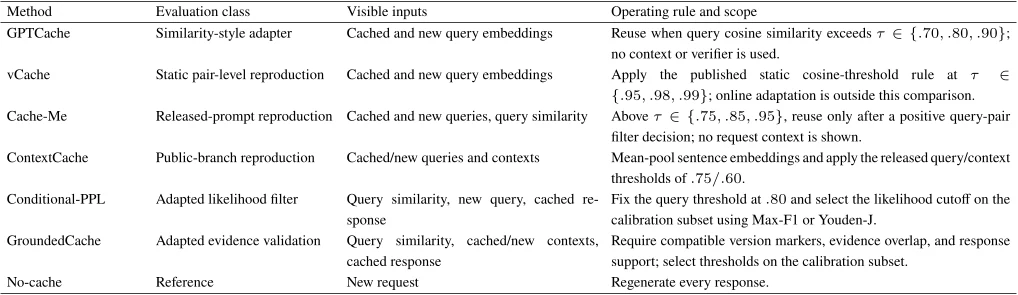 Method Evaluation class Visible inputs Operating rule and scope
GPTCache Similarity-style adapter Cached and new query embeddings Reuse when query cosine similarity exceeds τ ∈ {.70, .80, .90};
no context or verifier is used.
vCache Static pair-level reproduction Cached and new query embeddings Apply the published static cosine-threshold rule at τ ∈
{.95, .98, .99}; online adaptation is outside this comparison.
Cache-Me Released-prompt reproduction Cached and new queries, query similarity Above τ ∈ {.75, .85, .95}, reuse only after a positive query-pair
filter decision; no request context is shown.
ContextCache Public-branch reproduction Cached/new queries and contexts Mean-pool sentence embeddings and apply the released query/context
thresholds of .75/.60.
Conditional-PPL Adapted likelihood filter Query similarity, new query, cached re- Fix the query threshold at .80 and select the likelihood cutoff on the
sponse calibration subset using Max-F1 or Youden-J.
GroundedCache Adapted evidence validation Query similarity, cached/new contexts, Require compatible version markers, evidence overlap, and response
cached response support; select thresholds on the calibration subset.
No-cache Reference New request Regenerate every response.